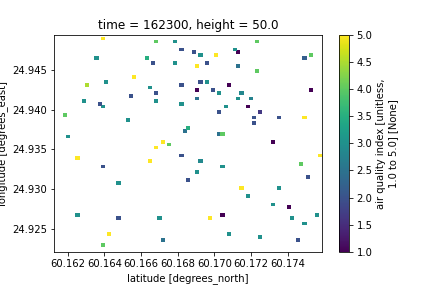 time = 162300, height = 50.0
24.945
24.940
24.935
24.930
24.925
longitude [degrees_east]
60.162 60.164 60.166 60.168 60.170 60.172 60.174
latitude [degrees_north]
5.0
4.5
4.0
3.5
3.0
2.5
2.0
1.5
1.0
air quality index [unitless,
1.0 to 5.0] [None]